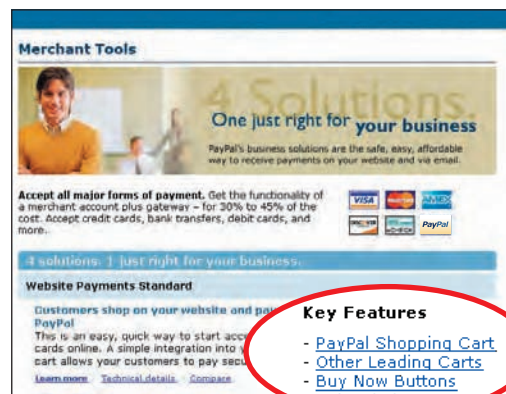 Merchant Tools
4 Solutions.
One just right for your business
PayPal's business solutions are the safe, easy, affordable
way to receive payments on your website and via email.
Accept all major forms of payment. Get the functionality of
a merchant account plus gateway – for 30% to 45% of the
cost. Accept credit cards, bank transfers, debit cards, and
more.
VISA MasterCard AMEX
DISCOVER eCHECK PayPal
4 solutions. 1 just right for your business.
Website Payments Standard
Customers shop on your website and pay
PayPal
This is an easy, quick way to start acce
cards online. A simple integration into y
cart allows your customers to pay secu
Learn more Technical details Compare
Key Features
- PayPal Shopping Cart
- Other Leading Carts
- Buy Now Buttons